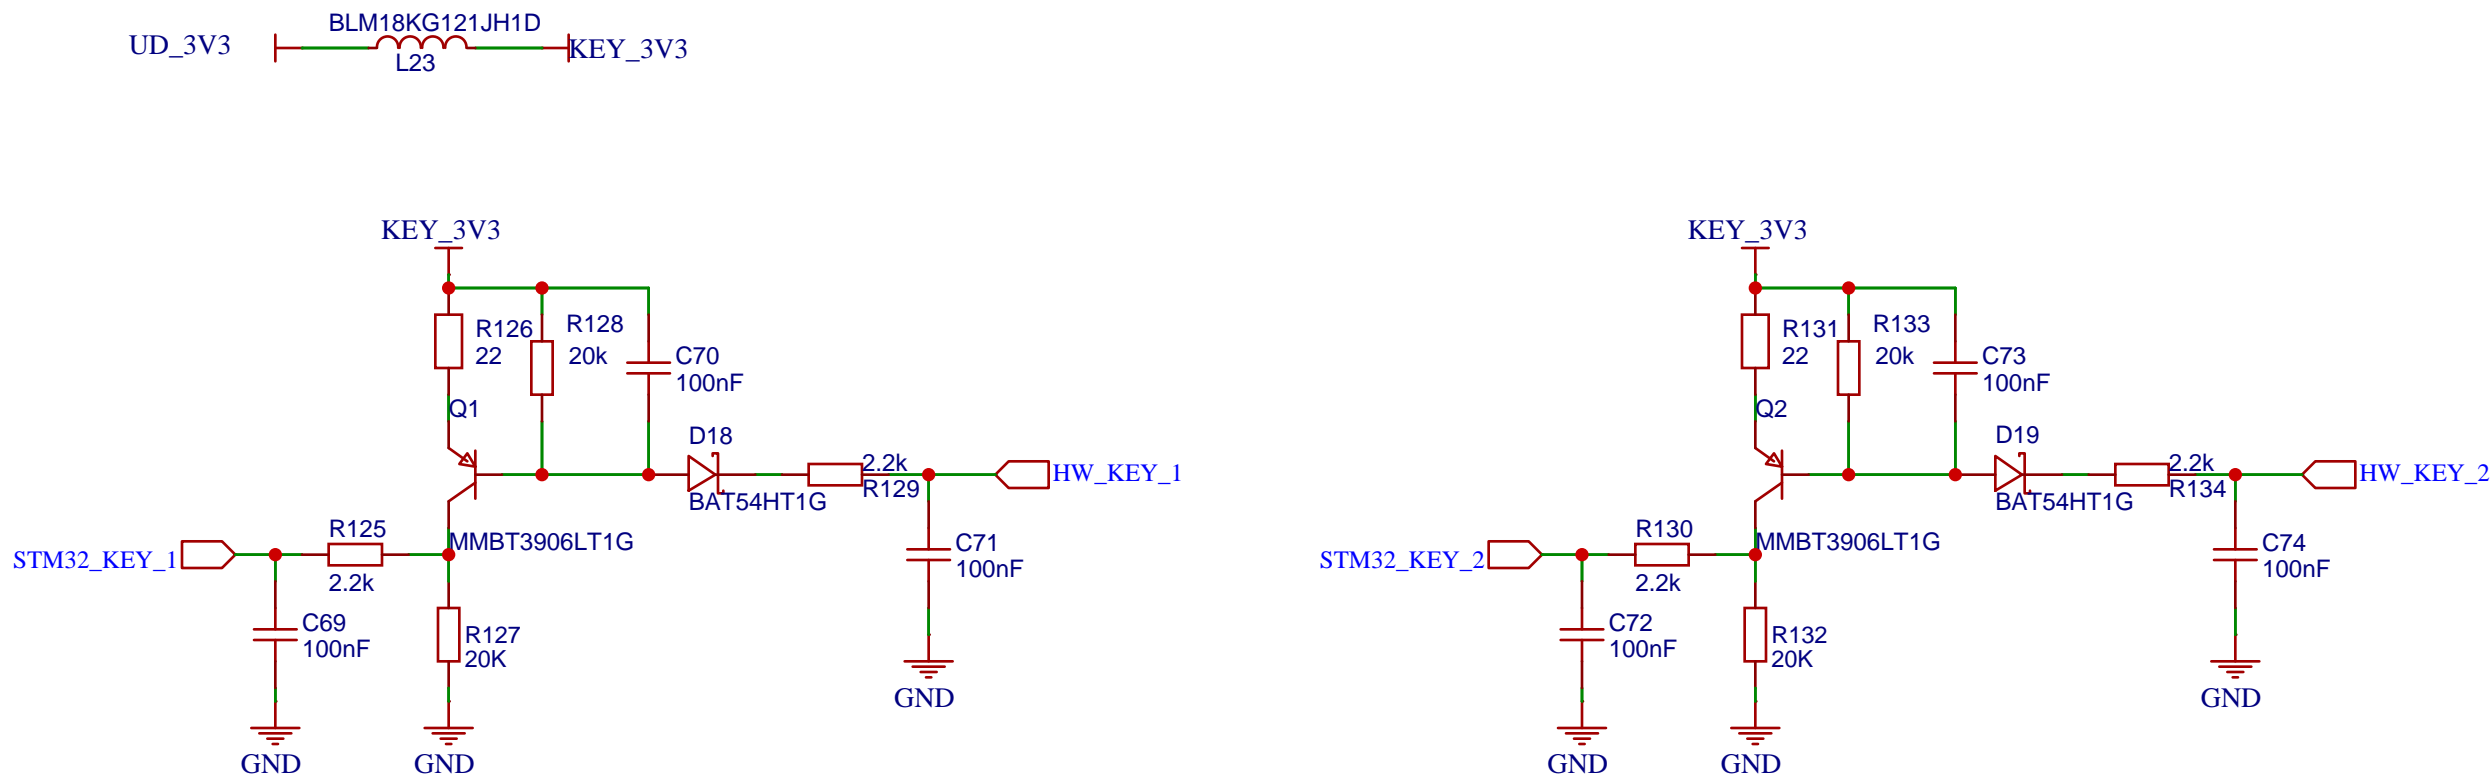 BLM18KG121JH1D
UD_3V3
KEY_3V3
L23
KEY_3V3
R126
22
R128
20k
C70
100nF
Q1
D18
BAT54HT1G
2.2k
R129
HW_KEY_1
MMBT3906LT1G
R125
2.2k
STM32_KEY_1
C71
100nF
C69
100nF
R127
20K
GND
GND
GND
KEY_3V3
R131
22
R133
20k
C73
100nF
Q2
D19
BAT54HT1G
2.2k
R134
HW_KEY_2
MMBT3906LT1G
R130
2.2k
STM32_KEY_2
C74
100nF
C72
100nF
R132
20K
GND
GND
GND